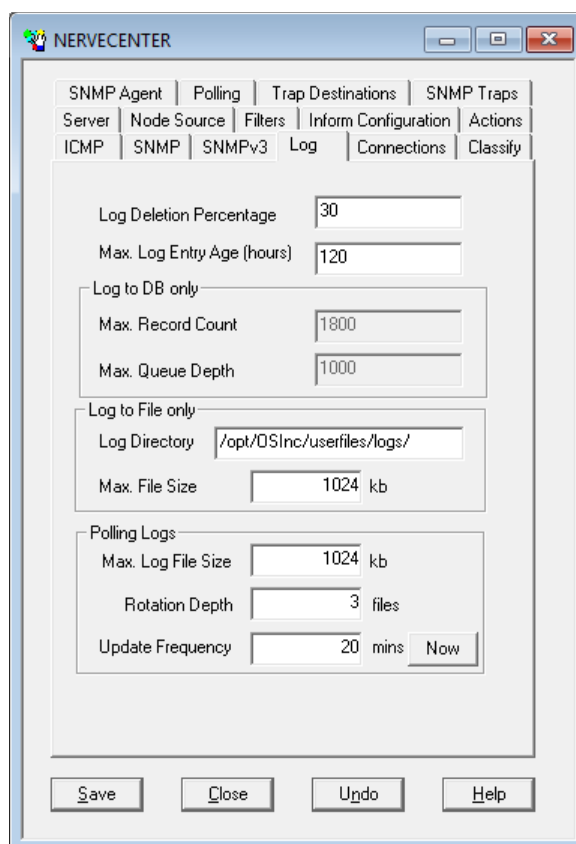 NERVECENTER
SNMP Agent Polling Trap Destinations SNMP Traps
Server Node Source Filters Inform Configuration Actions
ICMP SNMP SNMPv3 Log Connections Classify
Log Deletion Percentage 30
Max. Log Entry Age (hours) 120
Log to DB only
Max. Record Count 1800
Max. Queue Depth 1000
Log to File only
Log Directory /opt/OSInc/userfiles/logs/
Max. File Size 1024 kb
Polling Logs
Max. Log File Size 1024 kb
Rotation Depth 3 files
Update Frequency 20 mins Now
Save Close Undo Help